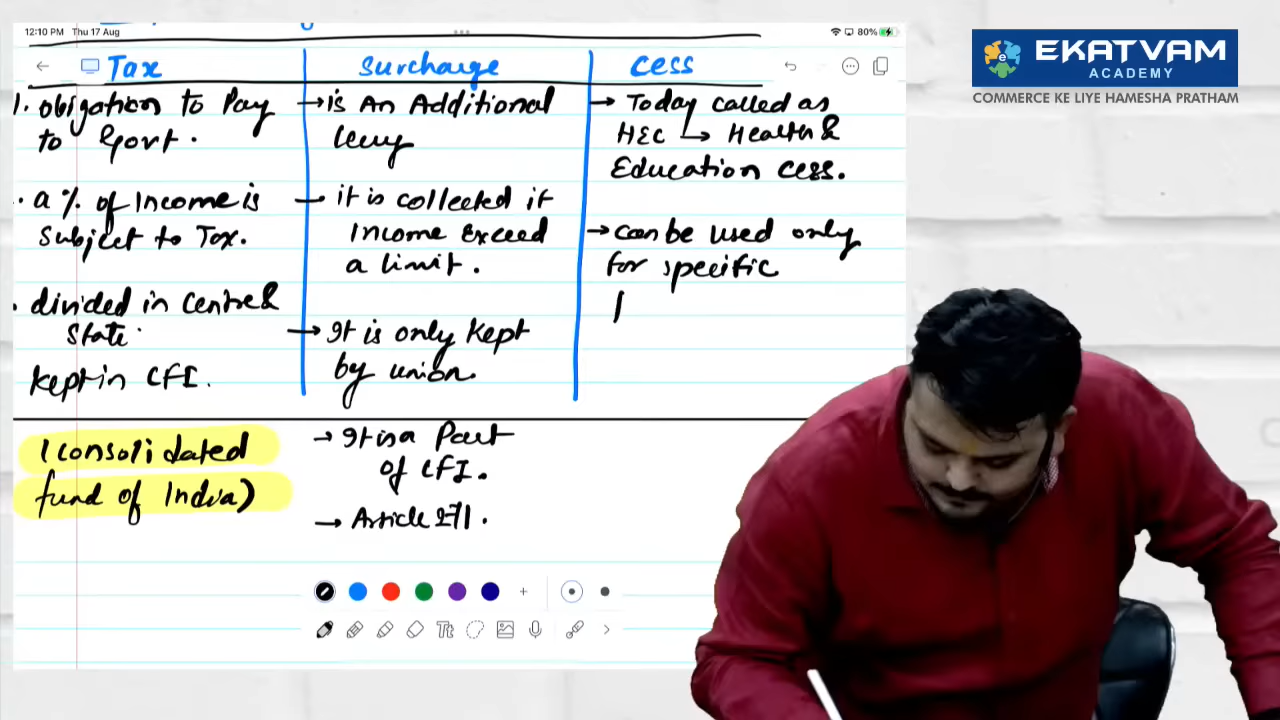 12:10 PM Thu 17 Aug
80%
EKATVAM
ACADEMY
COMMERCE KE LIYE HAMESHA PRATHAM
Tax
1. obligation to Pay
to Govt.
. a % of Income is
subject to Tax.
. divided in Centre &
State
Kept in CFI.
(Consolidated
fund of India)
Surcharge
→ is An Additional
levy
→ it is collected if
Income Exceed
a limit.
→ It is only Kept
by union.
→ It is a Part
of CFI.
→ Article 271.
Cess
→ Today called as
HEC → Health &
Education cess.
→ can be used only
for specific
Tt